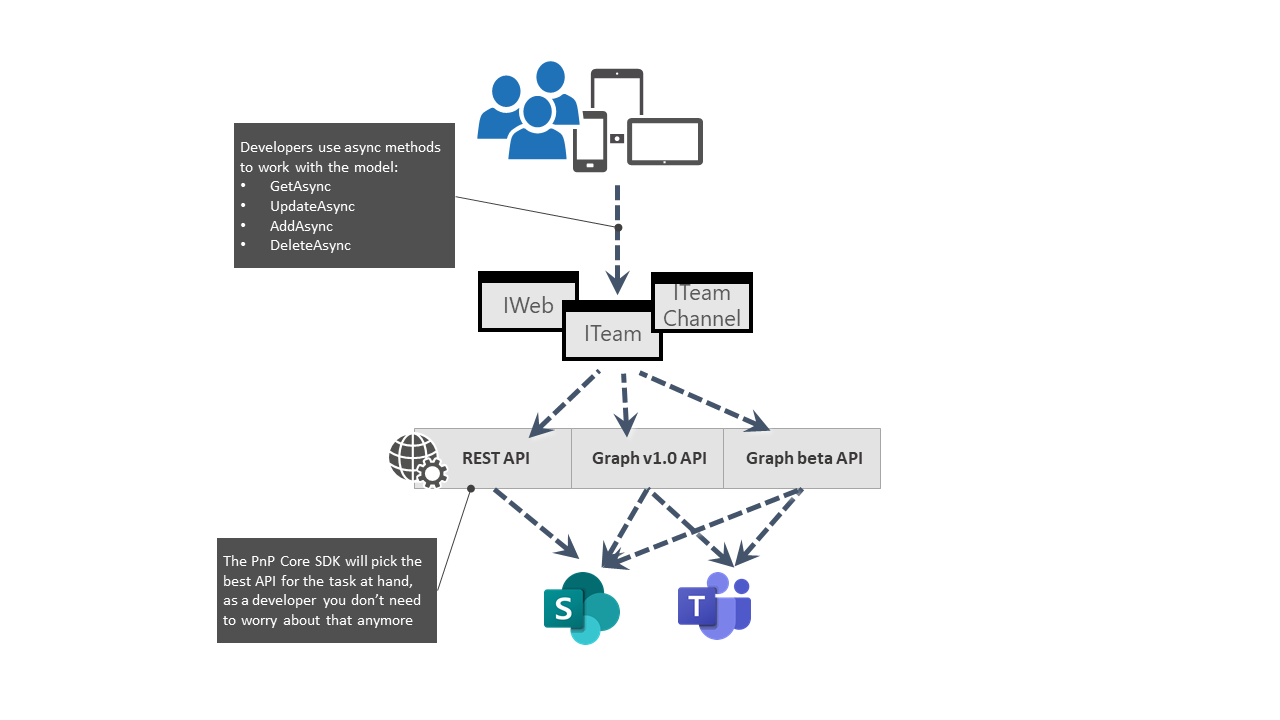 Developers use async methods
to work with the model:
• GetAsync
• UpdateAsync
• AddAsync
• DeleteAsync
IWeb
ITeam
ITeam
Channel
REST API
Graph v1.0 API
Graph beta API
The PnP Core SDK will pick the
best API for the task at hand,
as a developer you don’t need
to worry about that anymore
S
T